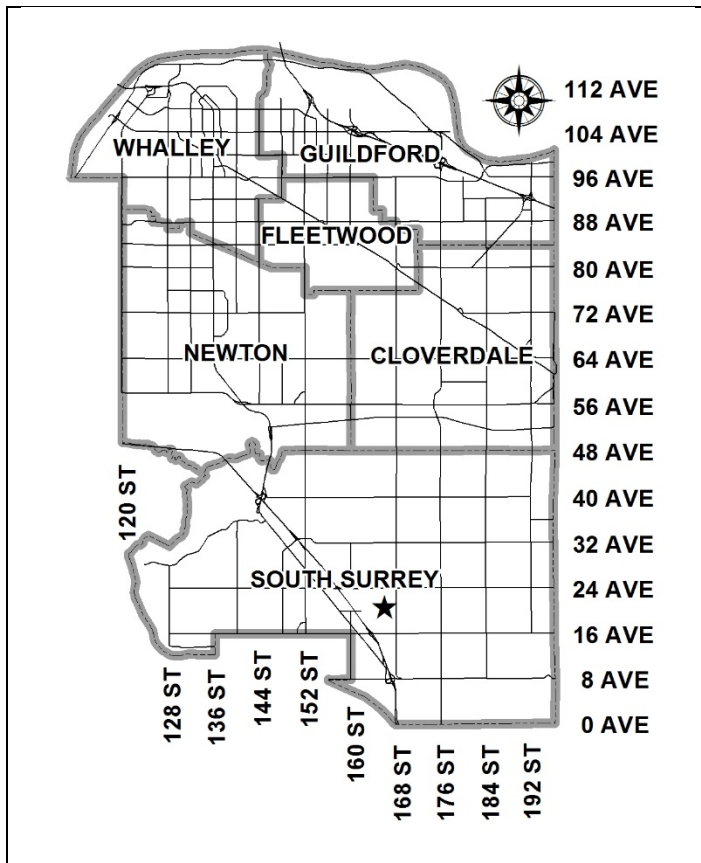 112 AVE
104 AVE
WHALLEY
GUILDFORD
96 AVE
88 AVE
FLEETWOOD
80 AVE
72 AVE
NEWTON
CLOVERDALE
64 AVE
56 AVE
48 AVE
120 ST
40 AVE
32 AVE
SOUTH SURREY
24 AVE
16 AVE
128 ST
136 ST
144 ST
152 ST
8 AVE
160 ST
0 AVE
168 ST
176 ST
184 ST
192 ST